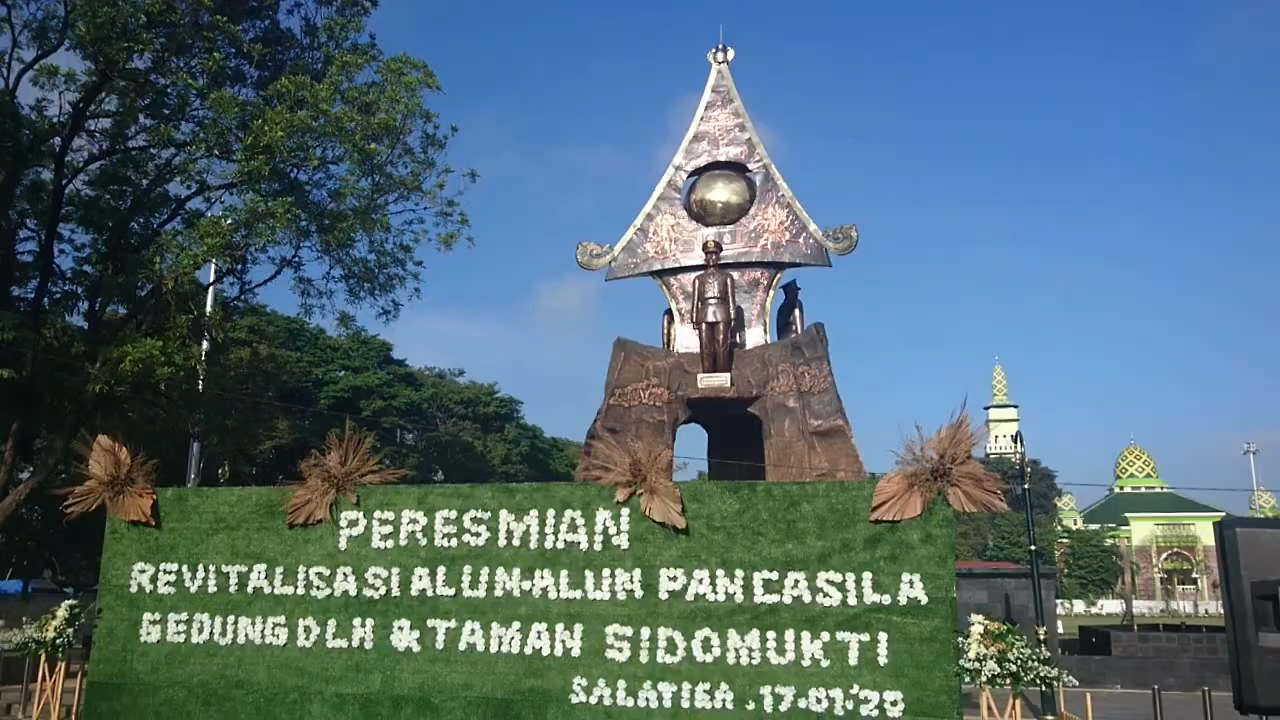 PERESMIAN
REVITALISASI ALUN-ALUN PANCASILA
GEDUNG DLH & TAMAN SIDOMUKTI
SALATIGA . 17-01-'20